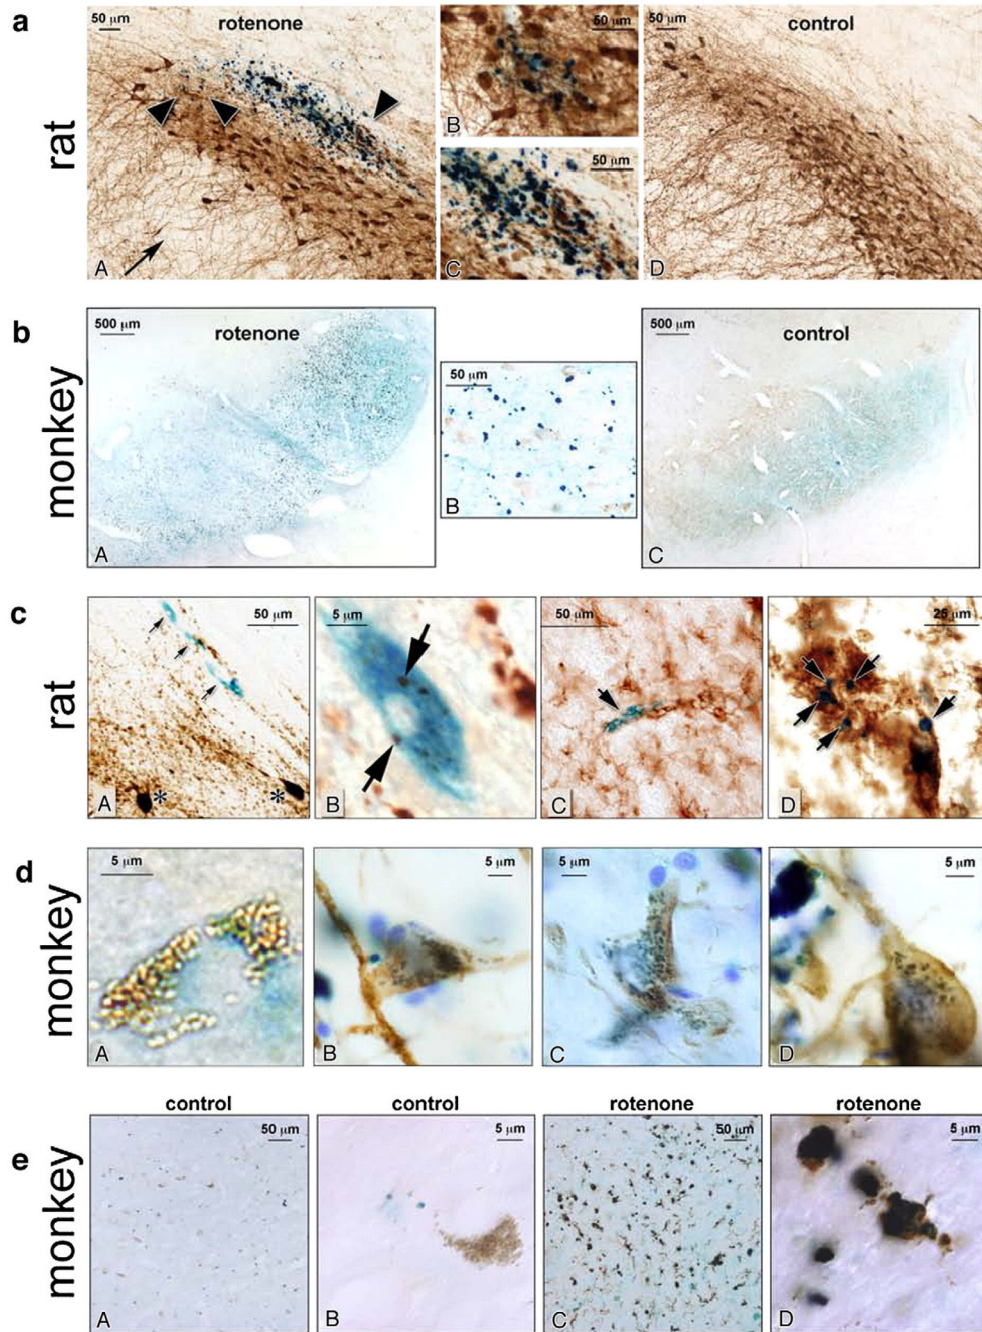 a
rat
50 µm
rotenone
A
50 µm
B
50 µm
C
50 µm
control
D
b
monkey
500 µm
rotenone
A
50 µm
B
500 µm
control
C
c
rat
50 µm
*
*
A
5 µm
B
50 µm
C
25 µm
D
d
monkey
5 µm
A
5 µm
B
5 µm
C
5 µm
D
e
monkey
control
50 µm
A
control
5 µm
B
rotenone
50 µm
C
rotenone
5 µm
D